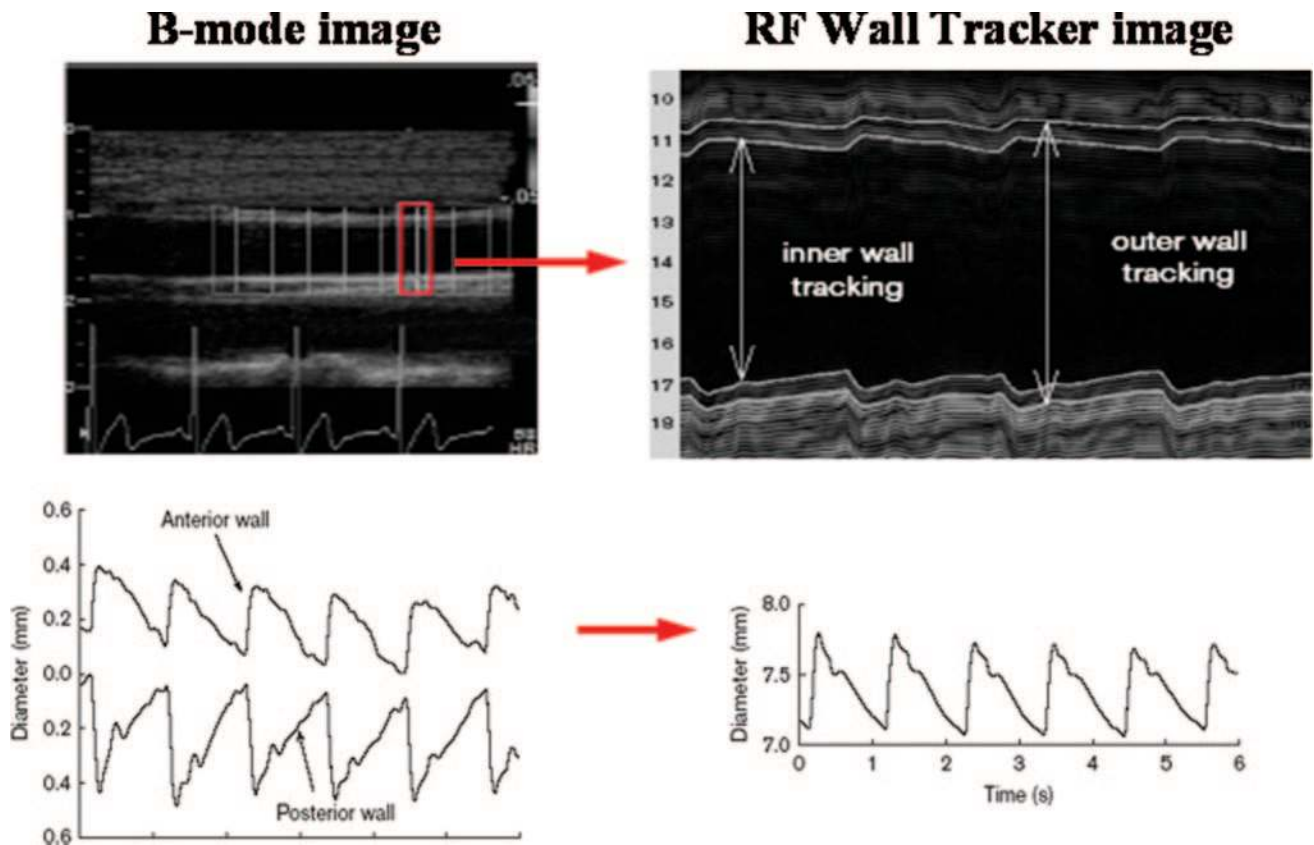 B-mode image
RF Wall Tracker image
10
11
12
13
14
15
16
17
18
inner wall
tracking
outer wall
tracking
HR
0.6
0.4
0.2
0.0
0.2
0.4
0.6
Diameter (mm)
Anterior wall
Posterior wall
8.0
7.5
7.0
Diameter (mm)
0 1 2 3 4 5 6
Time (s)